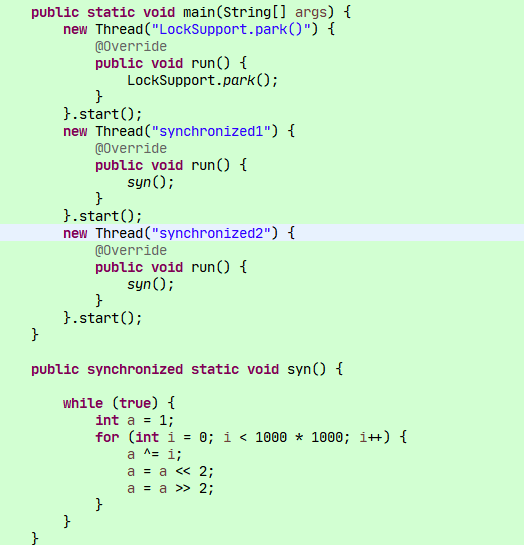 public static void main(String[] args) {
new Thread("LockSupport.park()") {
@Override
public void run() {
LockSupport.park();
}
}.start();
new Thread("synchronized1") {
@Override
public void run() {
syn();
}
}.start();
new Thread("synchronized2") {
@Override
public void run() {
syn();
}
}.start();
}
public synchronized static void syn() {
while (true) {
int a = 1;
for (int i = 0; i < 1000 * 1000; i++) {
a ^= i;
a = a << 2;
a = a >> 2;
}
}
}